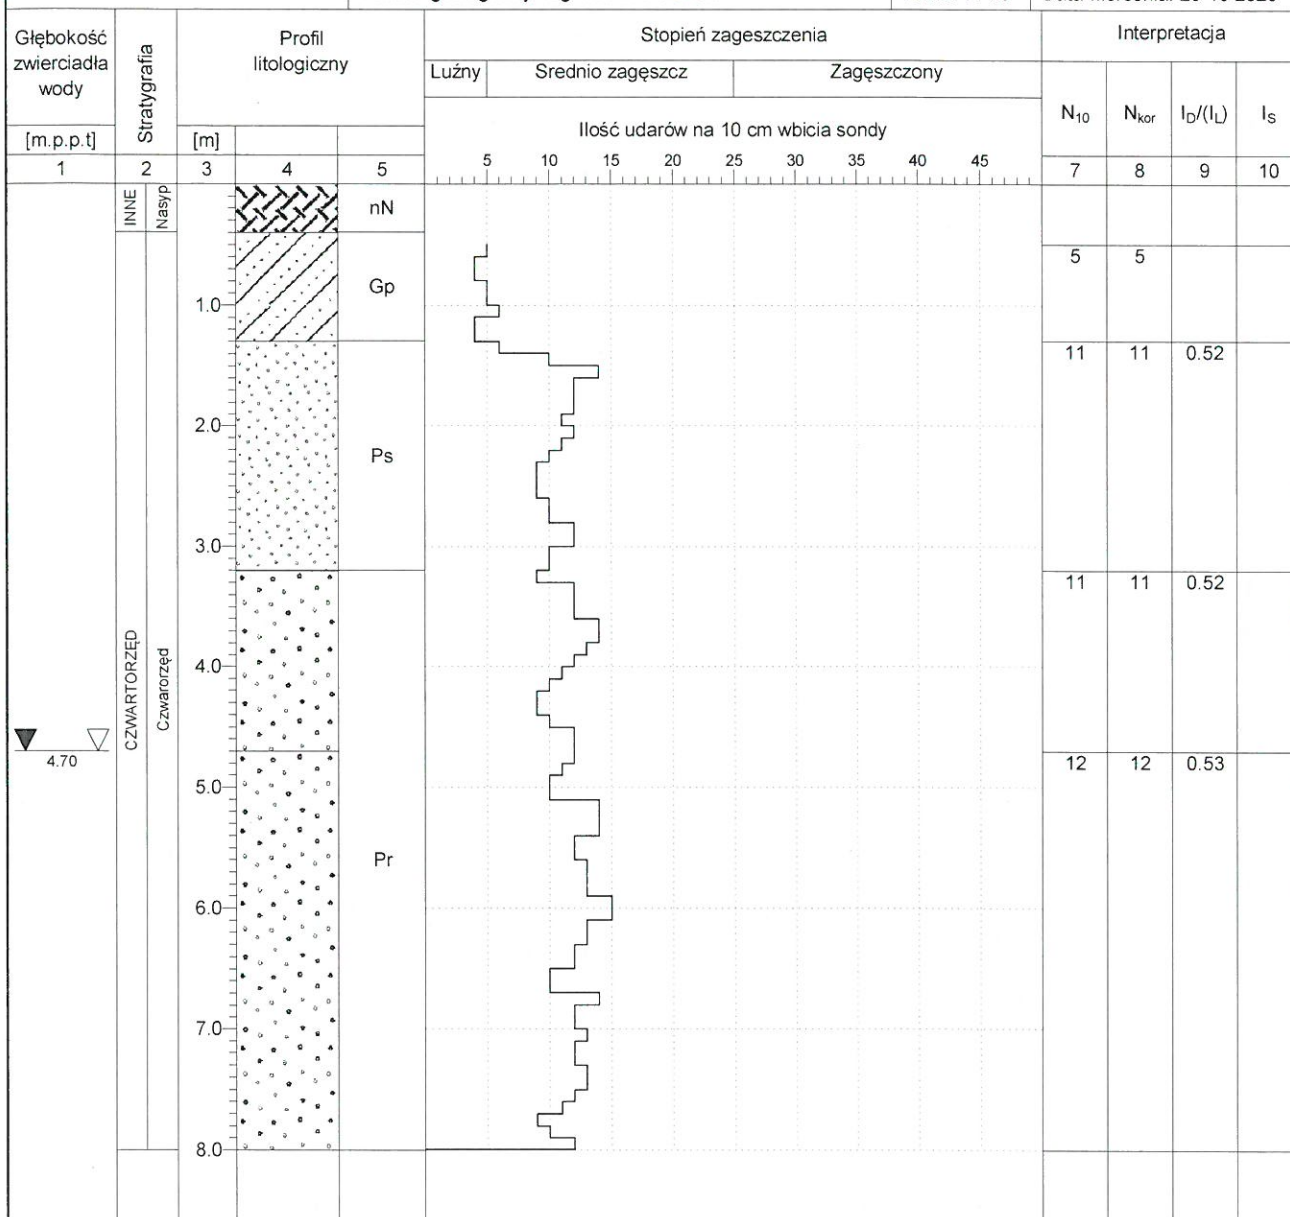 Głębokość
zwierciadła
wody
[m.p.p.t]
Stratygrafia
Profil
litologiczny
[m]
Stopień zageszczenia
Luźny Srednio zagęszcz Zagęszczony
Ilość udarów na 10 cm wbicia sondy
5 10 15 20 25 30 35 40 45
Interpretacja
N10 Nkor ID/(IL) IS
1 2 3 4 5 7 8 9 10
INNE Nasyp nN
5 5
Gp
1.0
11 11 0.52
2.0
Ps
3.0
11 11 0.52
CZWARTORZĘD
Czwarorzęd
4.0
4.70
12 12 0.53
5.0
Pr
6.0
7.0
8.0